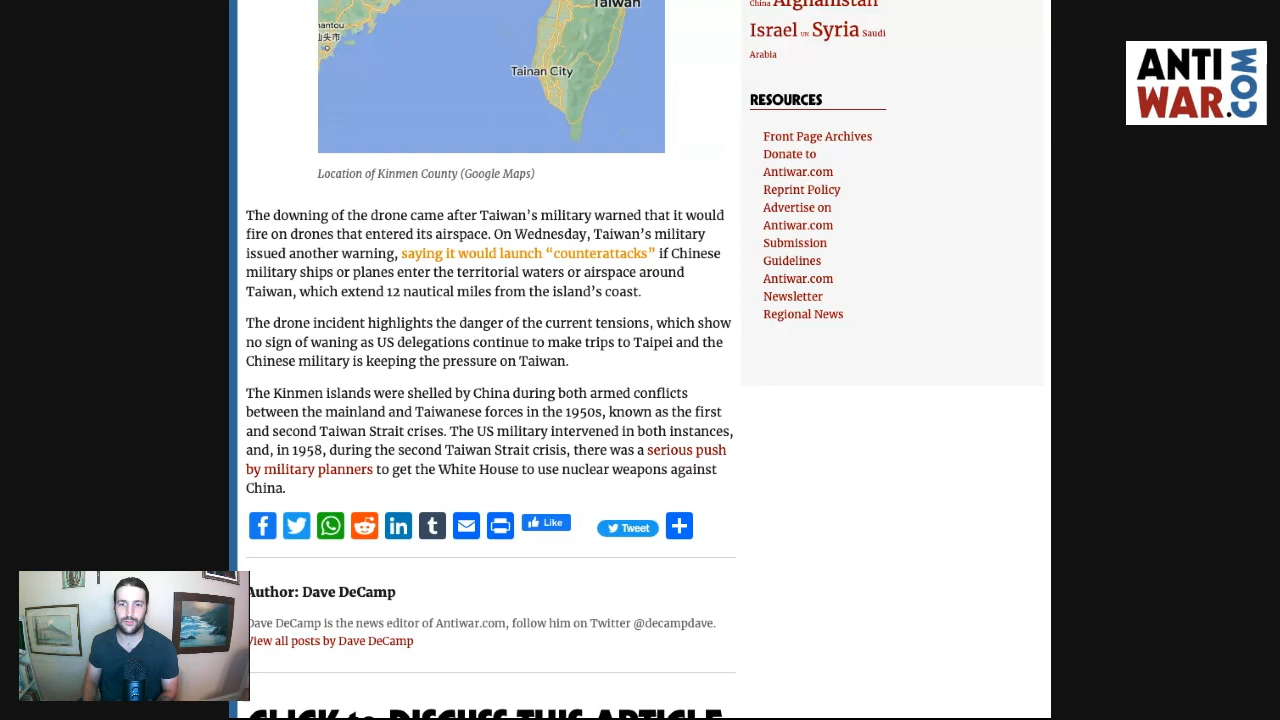 Taiwan
hantou
汕头市
Tainan City
Location of Kinmen County (Google Maps)
The downing of the drone came after Taiwan’s military warned that it would
fire on drones that entered its airspace. On Wednesday, Taiwan’s military
issued another warning, saying it would launch “counterattacks” if Chinese
military ships or planes enter the territorial waters or airspace around
Taiwan, which extend 12 nautical miles from the island’s coast.
The drone incident highlights the danger of the current tensions, which show
no sign of waning as US delegations continue to make trips to Taipei and the
Chinese military is keeping the pressure on Taiwan.
The Kinmen islands were shelled by China during both armed conflicts
between the mainland and Taiwanese forces in the 1950s, known as the first
and second Taiwan Strait crises. The US military intervened in both instances,
and, in 1958, during the second Taiwan Strait crisis, there was a serious push
by military planners to get the White House to use nuclear weapons against
China.
Like
Tweet
Author: Dave DeCamp
Dave DeCamp is the news editor of Antiwar.com, follow him on Twitter @decampdave.
View all posts by Dave DeCamp
CLICK to DISCUSS THIS ARTICLE
China Afghanistan
Israel UN Syria Saudi
Arabia
RESOURCES
Front Page Archives
Donate to
Antiwar.com
Reprint Policy
Advertise on
Antiwar.com
Submission
Guidelines
Antiwar.com
Newsletter
Regional News
ANTI
WAR.COM